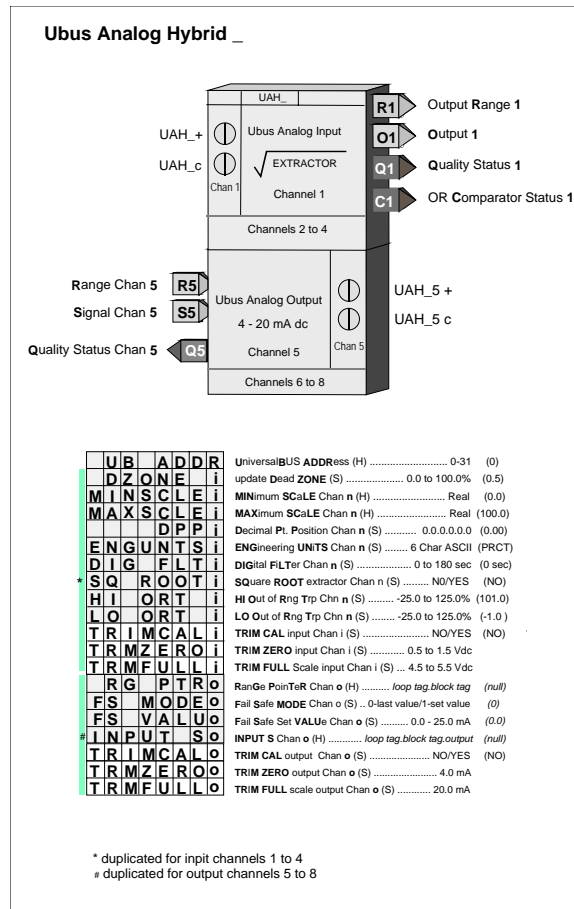 Ubus Analog Hybrid _
UAH_
R1 Output Range 1
UAH_+ Ubus Analog Input O1 Output 1
UAH_c √ EXTRACTOR Q1 Quality Status 1
Chan 1 Channel 1 C1 OR Comparator Status 1
Channels 2 to 4
Range Chan 5 R5 UAH_5 +
Ubus Analog Output
Signal Chan 5 S5 4 - 20 mA dc UAH_5 c
Quality Status Chan 5 Q5 Channel 5 Chan 5
Channels 6 to 8
UB ADDR UniversalBUS ADDRess (H) ........................... 0-31 (0)
DZONE i update Dead ZONE (S) .................... 0.0 to 100.0% (0.5)
MINSCLE i MINimum SCaLE Chan n (H) ............................ Real (0.0)
MAXSCLE i MAXimum SCaLE Chan n (H) ........................... Real (100.0)
DPP i Decimal Pt. Position Chan n (S) ........... 0.0.0.0.0.0 (0.00)
ENGUNTS i ENGineering UNiTS Chan n (S) ....... 6 Char ASCII (PRCT)
DIG FLT i DIGital FiLTer Chan n (S) .................... 0 to 180 sec (0 sec)
* SQ ROOT i SQuare ROOT extractor Chan n (S) ......... NO/YES (NO)
HI ORT i HI Out of Rng Trp Chn n (S) ...... -25.0 to 125.0% (101.0)
LO ORT i LO Out of Rng Trp Chn n (S) ..... -25.0 to 125.0% (-1.0 )
TRIMCAL i TRIM CAL input Chan i (S) ....................... NO/YES (NO)
TRMZERO i TRIM ZERO input Chan i (S) ............ 0.5 to 1.5 Vdc
TRMFULL i TRIM FULL Scale input Chan i (S) ... 4.5 to 5.5 Vdc
RG PTR o RanGe PoinTeR Chan o (H) .......... loop tag.block tag (null)
FS MODE o Fail Safe MODE Chan o (S) .. 0-last value/1-set value (0)
FS VALU o Fail Safe Set VALUe Chan o (S) ......... 0.0 - 25.0 mA (0.0)
# INPUT S o INPUT S Chan o (H) ............ loop tag.block tag.output (null)
TRIMCAL o TRIM CAL output Chan o (S) .................... NO/YES (NO)
TRMZERO o TRIM ZERO output Chan o (S) ....................... 4.0 mA
TRMFULL o TRIM FULL scale output Chan o (S) ............ 20.0 mA
* duplicated for inpit channels 1 to 4
# duplicated for output channels 5 to 8